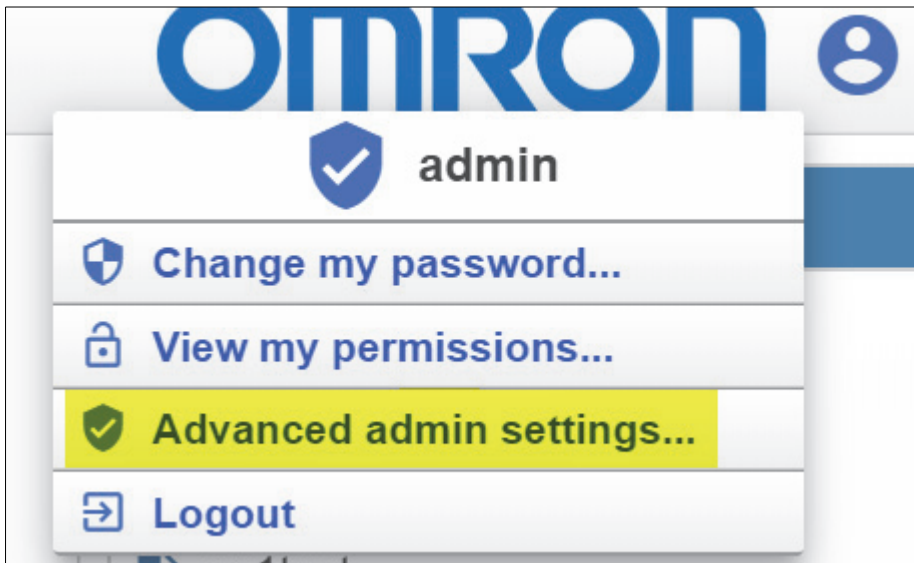 OMRON
admin
Change my password...
View my permissions...
Advanced admin settings...
Logout